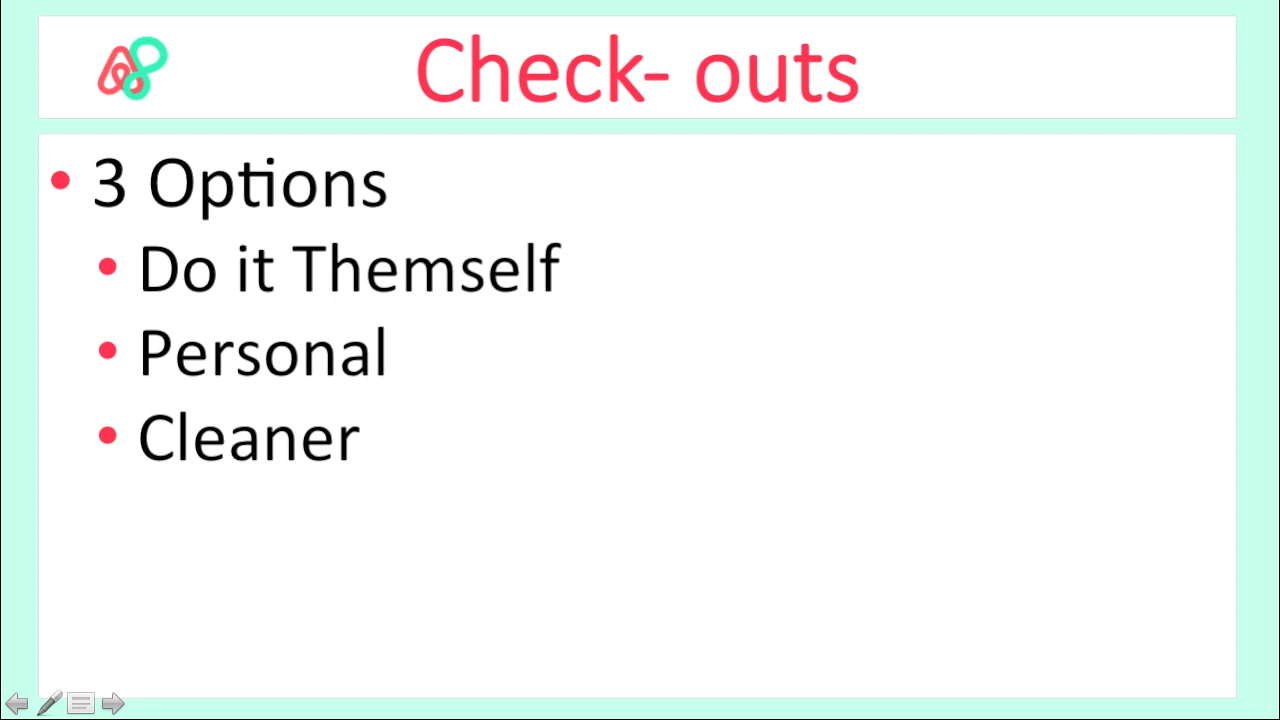 Check- outs
• 3 Options
• Do it Themself
• Personal
• Cleaner